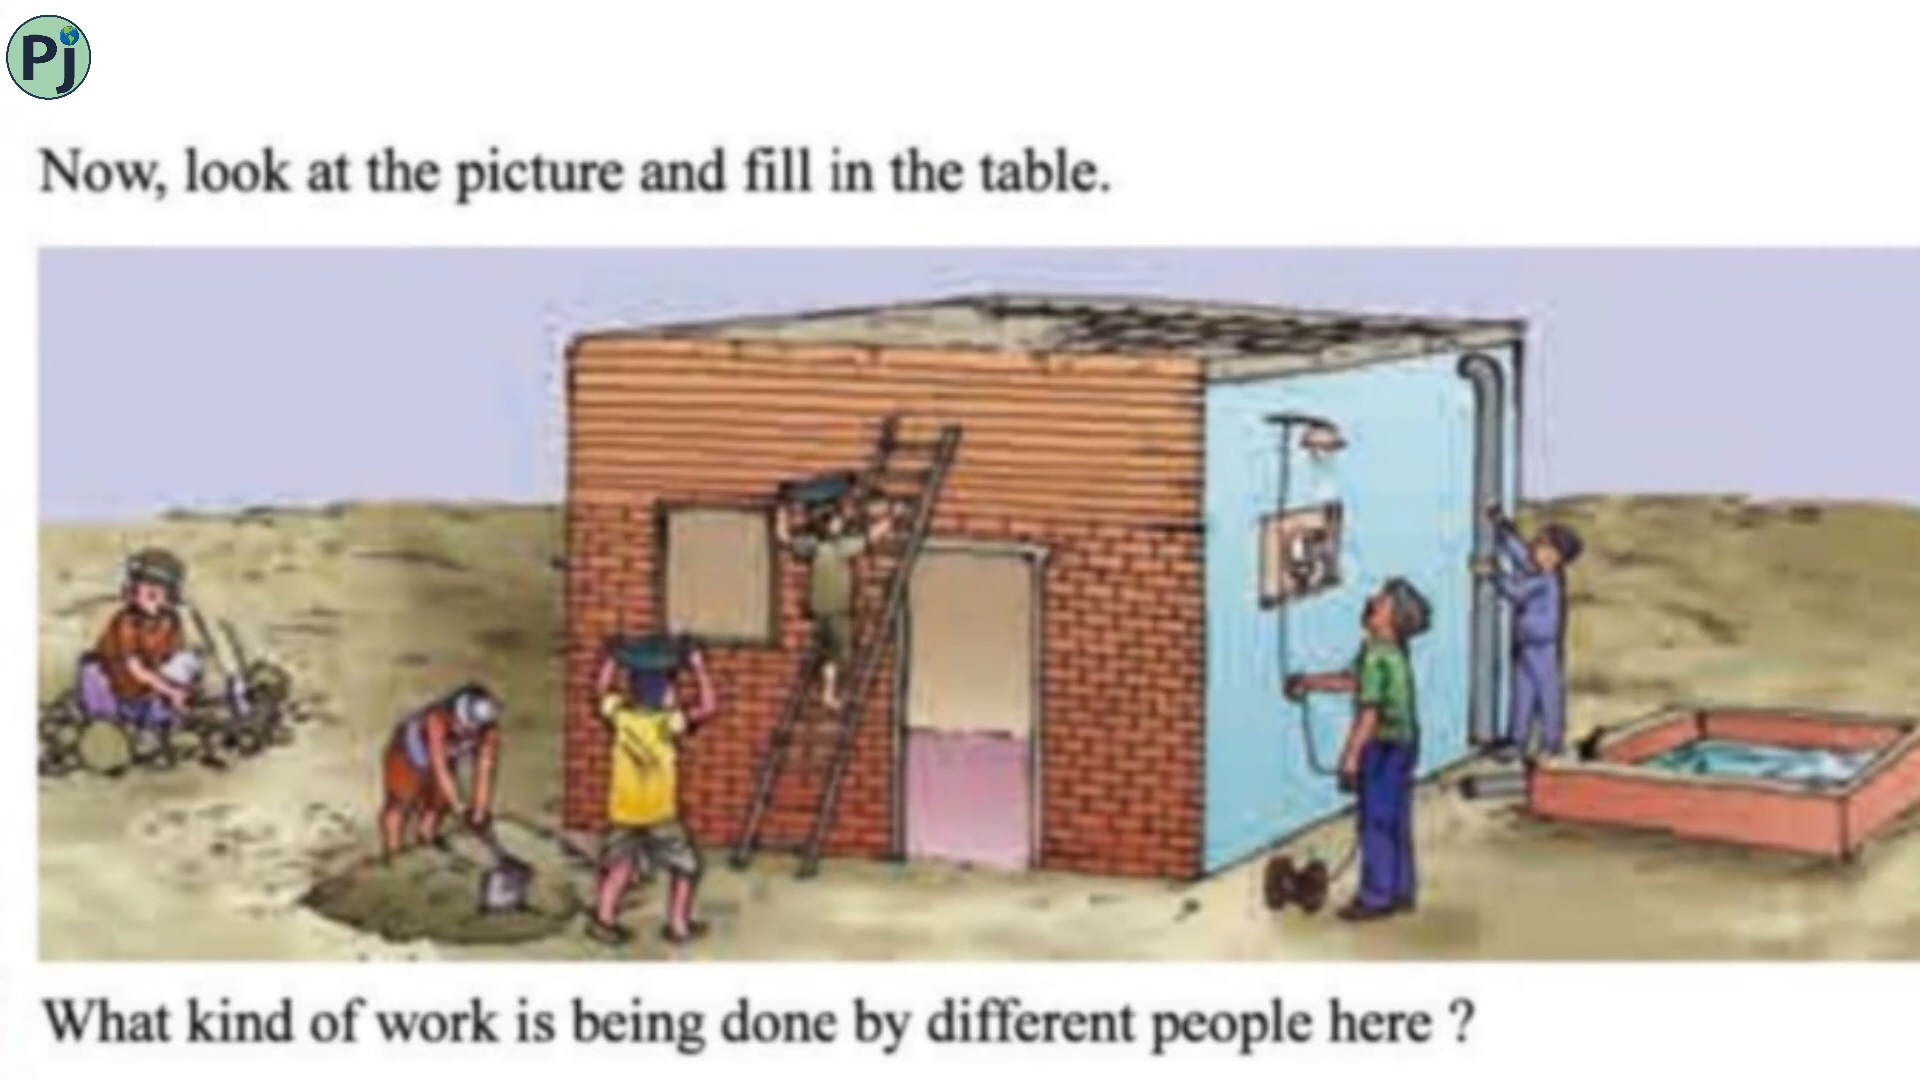 Pj
Now, look at the picture and fill in the table.
What kind of work is being done by different people here ?